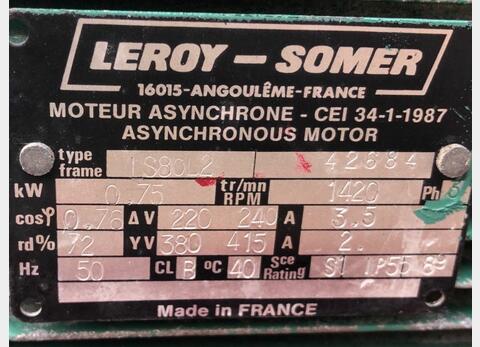 LEROY-SOMER
16015-ANGOULÊME-FRANCE
MOTEUR ASYNCHRONE - CEI 34-1-1987
ASYNCHRONOUS MOTOR
type frame LS80L2 42684
kW 0,75 tr/mn RPM 1420 Ph
cosφ 0,76 Δ V 220 240 A 3.5
rd% 72 Y V 380 415 A 2.
Hz 50 CL B °C 40 Sce Rating S1 IP55 89
Made in FRANCE